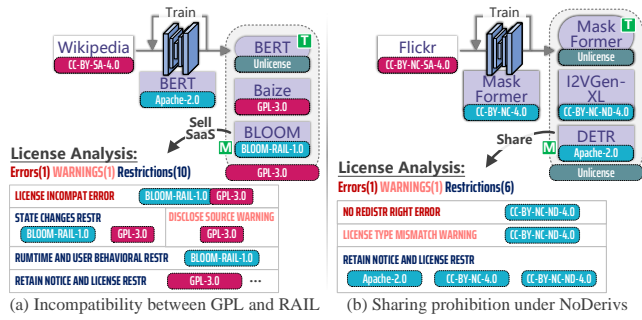 Train
Wikipedia
CC-BY-SA-4.0
BERT
Apache-2.0
BERT
T
Unlicense
Baize
GPL-3.0
BLOOM
BLOOM-RAIL-1.0
M
GPL-3.0
Sell
SaaS
License Analysis:
Errors(1) WARNINGS(1) Restrictions(10)
LICENSE INCOMPAT ERROR BLOOM-RAIL-1.0 GPL-3.0
STATE CHANGES RESTR
BLOOM-RAIL-1.0 GPL-3.0
DISCLOSE SOURCE WARNING
GPL-3.0
RUMTIME AND USER BEHAVIORAL RESTR BLOOM-RAIL-1.0
RETAIN NOTICE AND LICENSE RESTR GPL-3.0 ...
(a) Incompatibility between GPL and RAIL
Train
Flickr
CC-BY-NC-SA-4.0
Mask
Former
CC-BY-NC-4.0
Mask
Former
T
Unlicense
I2VGen-
XL
CC-BY-NC-ND-4.0
DETR
Apache-2.0
M
Unlicense
Share
License Analysis:
Errors(1) WARNINGS(1) Restrictions(6)
NO REDISTR RIGHT ERROR CC-BY-NC-ND-4.0
LICENSE TYPE MISMATCH WARNING CC-BY-NC-ND-4.0
RETAIN NOTICE AND LICENSE RESTR
Apache-2.0 CC-BY-NC-4.0 CC-BY-NC-ND-4.0
(b) Sharing prohibition under NoDerivs